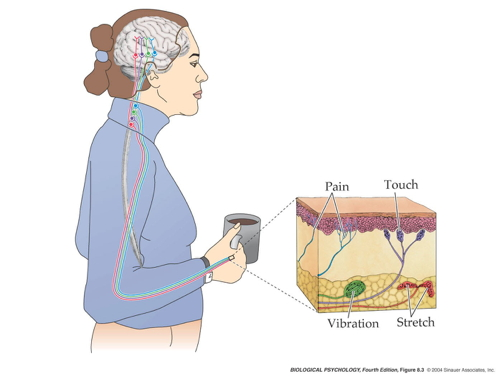 Pain
Touch
Vibration
Stretch
BIOLOGICAL PSYCHOLOGY, Fourth Edition, Figure 8.3 © 2004 Sinauer Associates, Inc.